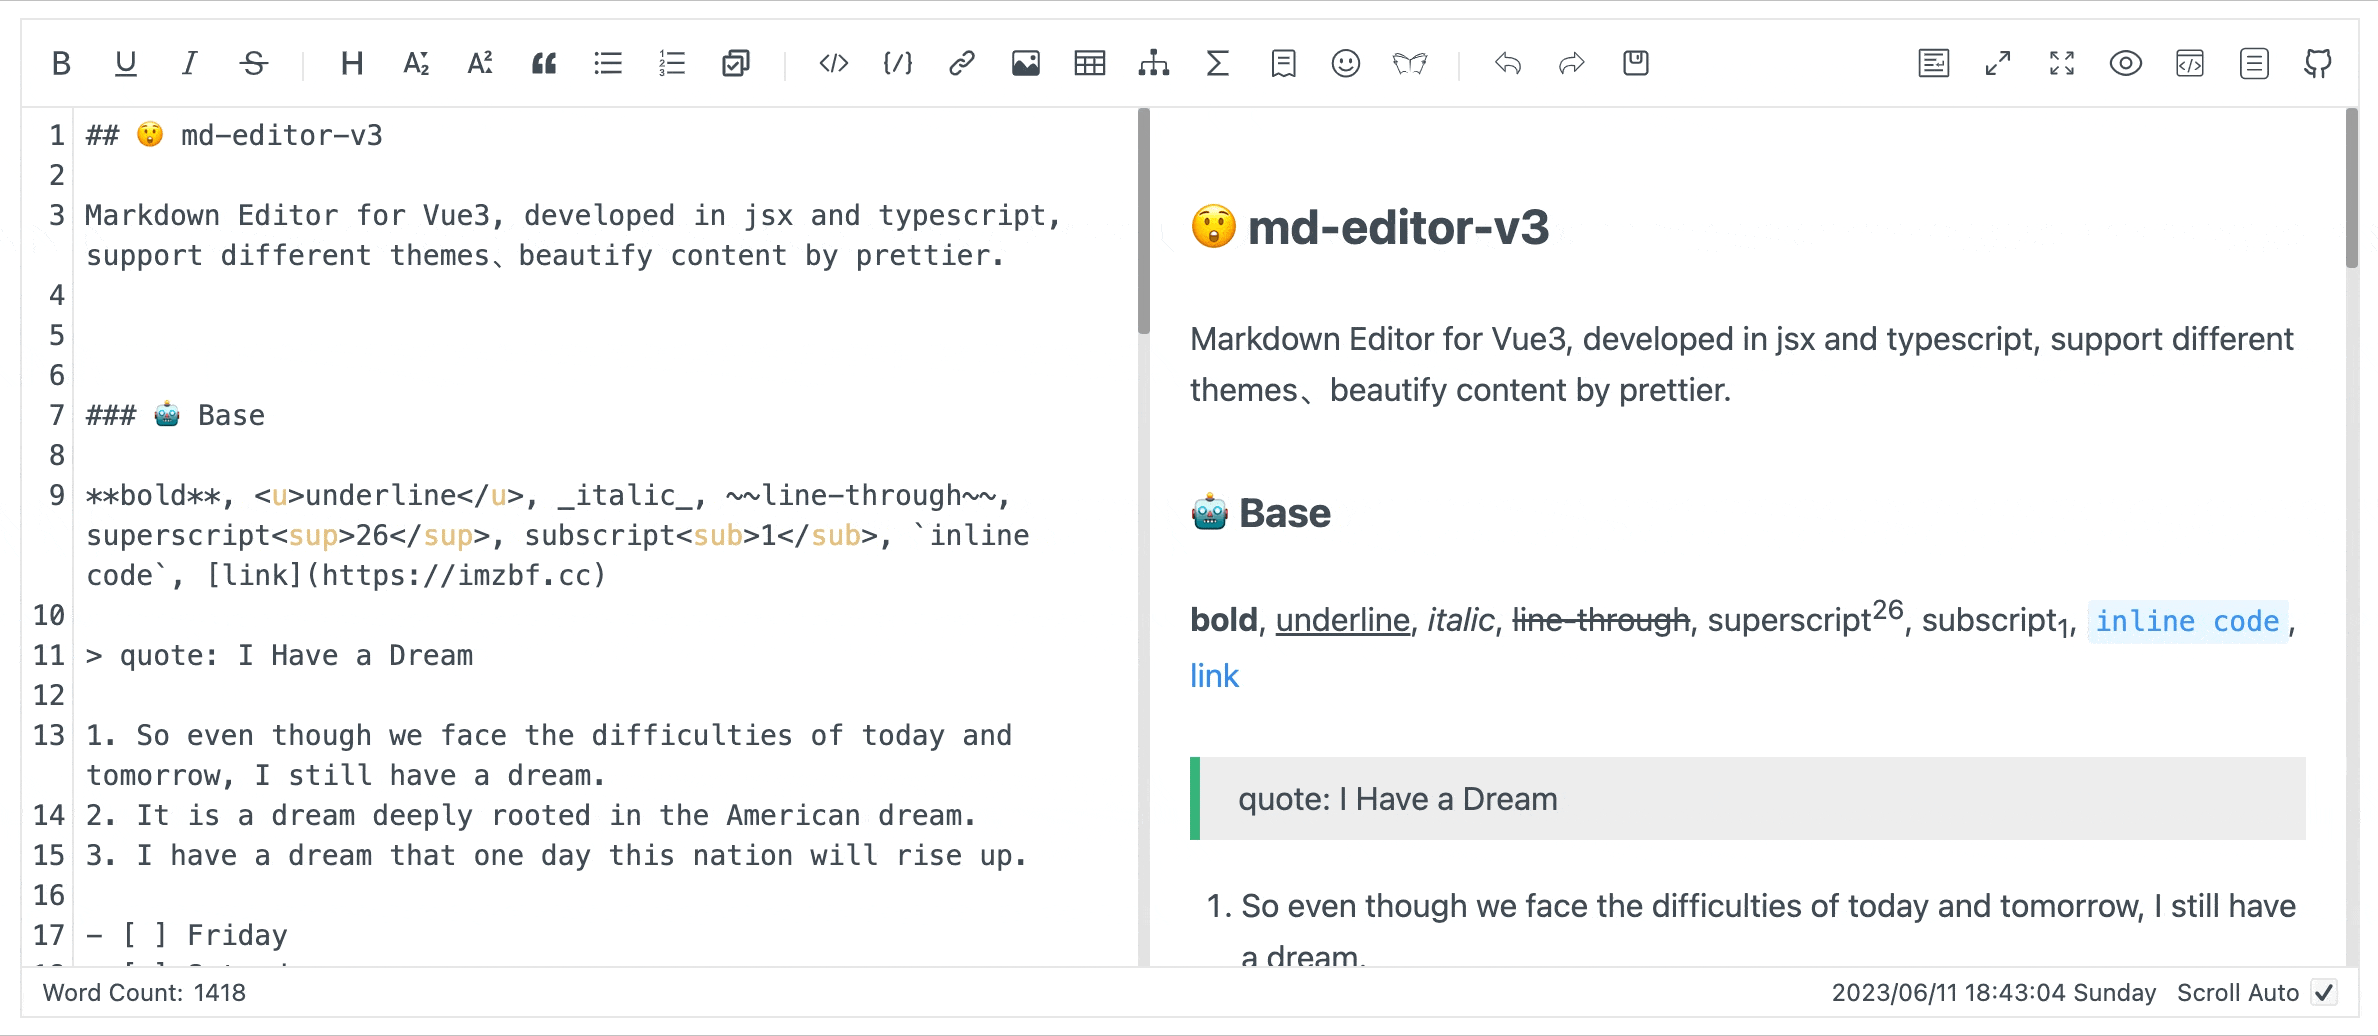 1 ## 😲 md-editor-v3
2
3 Markdown Editor for Vue3, developed in jsx and typescript,
support different themes、beautify content by prettier.
4
5
6
7 ### 🤖 Base
8
9 **bold**, <u>underline</u>, _italic_, ~~line-through~~,
superscript<sup>26</sup>, subscript<sub>1</sub>, `inline
code`, [link](https://imzbf.cc)
10
11 > quote: I Have a Dream
12
13 1. So even though we face the difficulties of today and
tomorrow, I still have a dream.
14 2. It is a dream deeply rooted in the American dream.
15 3. I have a dream that one day this nation will rise up.
16
17 - [ ] Friday
😲 md-editor-v3
Markdown Editor for Vue3, developed in jsx and typescript, support different
themes、beautify content by prettier.
🤖 Base
bold, underline, italic, line-through, superscript26, subscript1, inline code,
link
quote: I Have a Dream
1. So even though we face the difficulties of today and tomorrow, I still have
a dream.
Word Count: 1418
2023/06/11 18:43:04 Sunday Scroll Auto